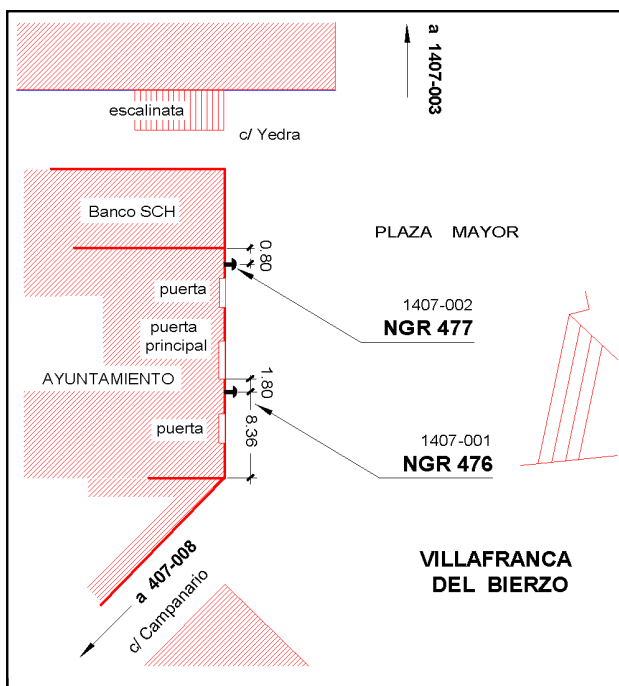 a 1407-003
escalinata
c/ Yedra
Banco SCH
PLAZA MAYOR
0.80
puerta
1407-002
NGR 477
puerta
principal
AYUNTAMIENTO
1.80
puerta
8.36
1407-001
NGR 476
a 407-008
c/ Campanario
VILLAFRANCA
DEL BIERZO